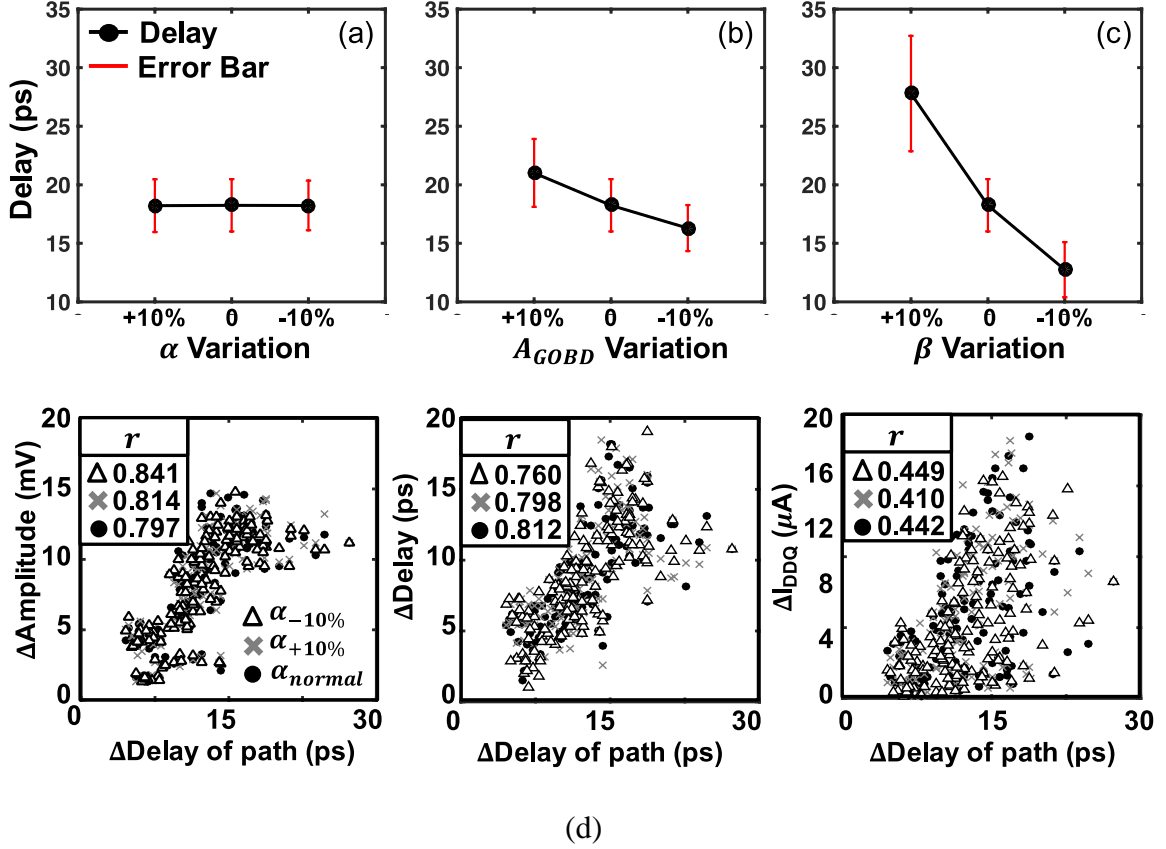 35
30
25
20
15
10
Delay (ps)
Delay
Error Bar
(a)
+10% 0 -10%
α Variation
35
30
25
20
15
10
(b)
+10% 0 -10%
A_GOBD Variation
35
30
25
20
15
10
(c)
+10% 0 -10%
β Variation
20
15
10
5
0
ΔAmplitude (mV)
r
△ 0.841
× 0.814
● 0.797
△ α−10%
× α+10%
● αnormal
0 15 30
ΔDelay of path (ps)
20
15
10
5
0
ΔDelay (ps)
r
△ 0.760
× 0.798
● 0.812
0 15 30
ΔDelay of path (ps)
20
16
12
8
4
0
ΔI_DDQ (μA)
r
△ 0.449
× 0.410
● 0.442
0 15 30
ΔDelay of path (ps)
(d)